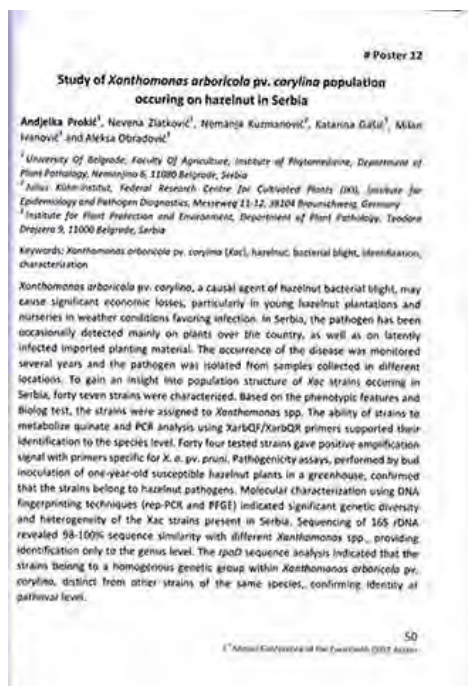 # Poster 12
Study of Xanthomonas arboricola pv. corylina population
occuring on hazelnut in Serbia
Andjelka Prokić¹, Nevena Zlatković¹, Nemanja Kuzmanović², Katarina Gašić³, Milan
Ivanović¹ and Aleksa Obradović¹
¹ University Of Belgrade, Faculty Of Agriculture, Institute of Phytomedicine, Department of
Plant Pathology, Nemanjina 6, 11080 Belgrade, Serbia
² Julius Kühn-Institut, Federal Research Centre for Cultivated Plants (JKI), Institute for
Epidemiology and Pathogen Diagnostics, Messeweg 11-12, 38104 Braunschweig, Germany
³ Institute for Plant Protection and Environment, Department of Plant Pathology, Teodora
Drajzera 9, 11000 Belgrade, Serbia
Keywords: Xanthomonas arboricola pv. corylina (Xac), hazelnut, bacterial blight, identification,
characterization
Xanthomonas arboricola pv. corylina, a causal agent of hazelnut bacterial blight, may
cause significant economic losses, particularly in young hazelnut plantations and
nurseries in weather conditions favoring infection. In Serbia, the pathogen has been
occasionally detected mainly on plants over the country, as well as on latently
infected imported planting material. The occurrence of the disease was monitored
several years and the pathogen was isolated from samples collected in different
locations. To gain an insight into population structure of Xac strains occuring in
Serbia, forty seven strains were characterized. Based on the phenotypic features and
Biolog test, the strains were assigned to Xanthomonas spp. The ability of strains to
metabolize quinate and PCR analysis using XarbQF/XarbQR primers supported their
identification to the species level. Forty four tested strains gave positive amplification
signal with primers specific for X. a. pv. pruni. Pathogenicity assays, performed by bud
inoculation of one-year-old susceptible hazelnut plants in a greenhouse, confirmed
that the strains belong to hazelnut pathogens. Molecular characterization using DNA
fingerprinting techniques (rep-PCR and PFGE) indicated significant genetic diversity
and heterogeneity of the Xac strains present in Serbia. Sequencing of 16S rDNA
revealed 98-100% sequence similarity with different Xanthomonas spp., providing
identification only to the genus level. The rpoD sequence analysis indicated that the
strains belong to a homogenous genetic group within Xanthomonas arboricola pv.
corylina, distinct from other strains of the same species, confirming identity at
pathovar level.
50
Annual Conference of the